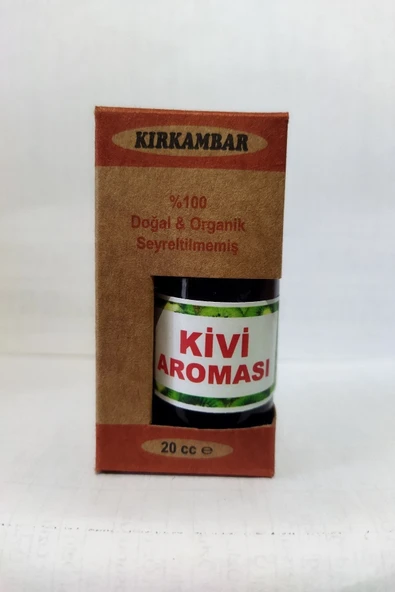 KIRKAMBAR
%100
Doğal & Organik
Seyreltilmemiş
KİVİ
AROMASI
20 cc ℮